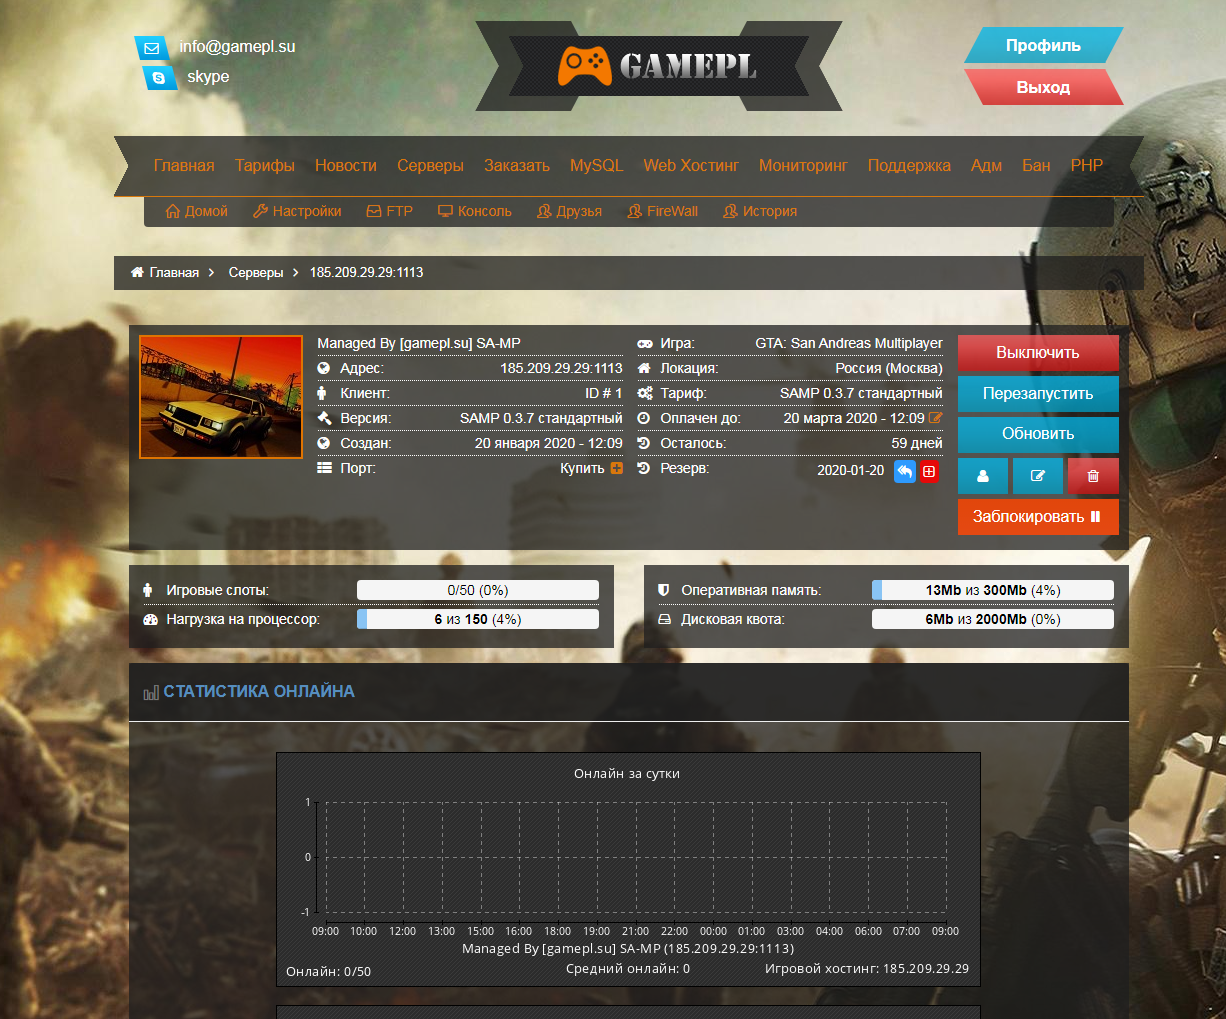 info@gamepl.su
skype
GAMEPL
Профиль
Выход
Главная Тарифы Новости Серверы Заказать MySQL Web Хостинг Мониторинг Поддержка Адм Бан PHP
Домой Настройки FTP Консоль Друзья FireWall История
Главная Серверы 185.209.29.29:1113
Managed By [gamepl.su] SA-MP
Адрес: 185.209.29.29:1113
Клиент: ID # 1
Версия: SAMP 0.3.7 стандартный
Создан: 20 января 2020 - 12:09
Порт: Купить
Игра: GTA: San Andreas Multiplayer
Локация: Россия (Москва)
Тариф: SAMP 0.3.7 стандартный
Оплачен до: 20 марта 2020 - 12:09
Осталось: 59 дней
Резерв: 2020-01-20
Выключить
Перезапустить
Обновить
Заблокировать
Игровые слоты: 0/50 (0%)
Нагрузка на процессор: 6 из 150 (4%)
Оперативная память: 13Mb из 300Mb (4%)
Дисковая квота: 6Mb из 2000Mb (0%)
СТАТИСТИКА ОНЛАЙНА
Онлайн за сутки
1
0
-1
09:00 10:00 12:00 13:00 15:00 16:00 18:00 19:00 21:00 22:00 00:00 01:00 03:00 04:00 06:00 07:00 09:00
Managed By [gamepl.su] SA-MP (185.209.29.29:1113)
Онлайн: 0/50 Средний онлайн: 0 Игровой хостинг: 185.209.29.29